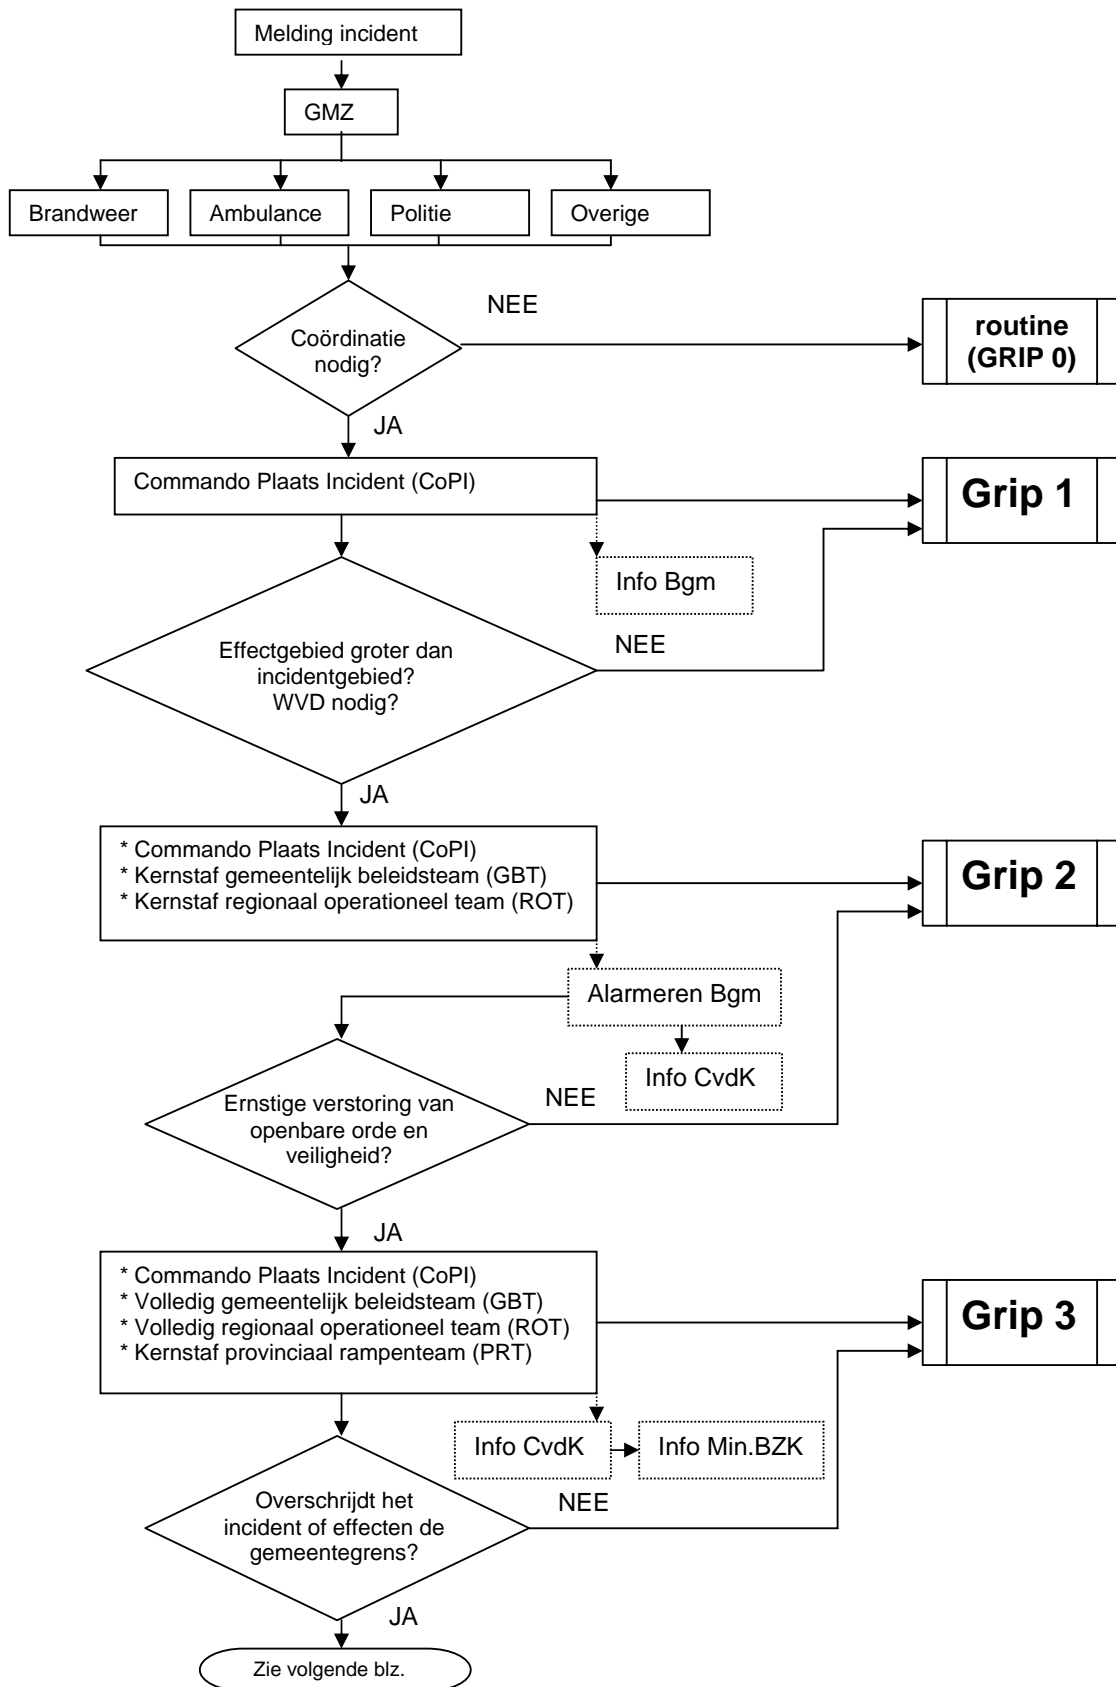 Melding incident
GMZ
Brandweer
Ambulance
Politie
Overige
NEE
Coördinatie
nodig?
routine
(GRIP 0)
JA
Commando Plaats Incident (CoPI)
Grip 1
Info Bgm
Effectgebied groter dan
incidentgebied?
WVD nodig?
NEE
JA
* Commando Plaats Incident (CoPI)
* Kernstaf gemeentelijk beleidsteam (GBT)
* Kernstaf regionaal operationeel team (ROT)
Grip 2
Alarmeren Bgm
Info CvdK
Ernstige verstoring van
openbare orde en
veiligheid?
NEE
JA
* Commando Plaats Incident (CoPI)
* Volledig gemeentelijk beleidsteam (GBT)
* Volledig regionaal operationeel team (ROT)
* Kernstaf provinciaal rampenteam (PRT)
Grip 3
Info CvdK
Info Min.BZK
Overschrijdt het
incident of effecten de
gemeentegrens?
NEE
JA
Zie volgende blz.